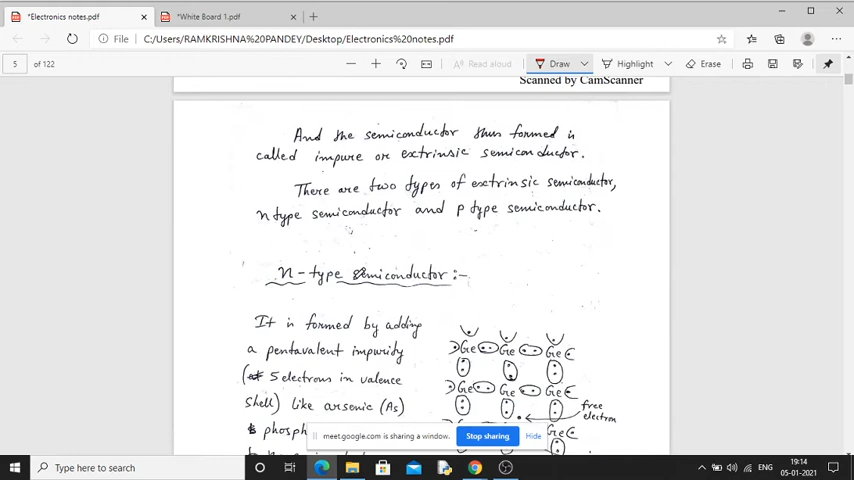 *Electronics notes.pdf
*White Board 1.pdf
File C:/Users/RAMKRISHNA%20PANDEY/Desktop/Electronics%20notes.pdf
5 of 122
Read aloud
Draw
Highlight
Erase
Scanned by CamScanner
And the semiconductor thus formed is
called impure or extrinsic semiconductor.
There are two types of extrinsic semiconductor,
n type semiconductor and p type semiconductor.
n-type semiconductor :-
It is formed by adding
a pentavalent impurity
( 5 electrons in valence
shell) like arsenic (As)
phosph
Ge Ge Ge
Ge Ge Ge
free
electron
Ge
meet.google.com is sharing a window.
Stop sharing
Hide
Type here to search
ENG
19:14
05-01-2021